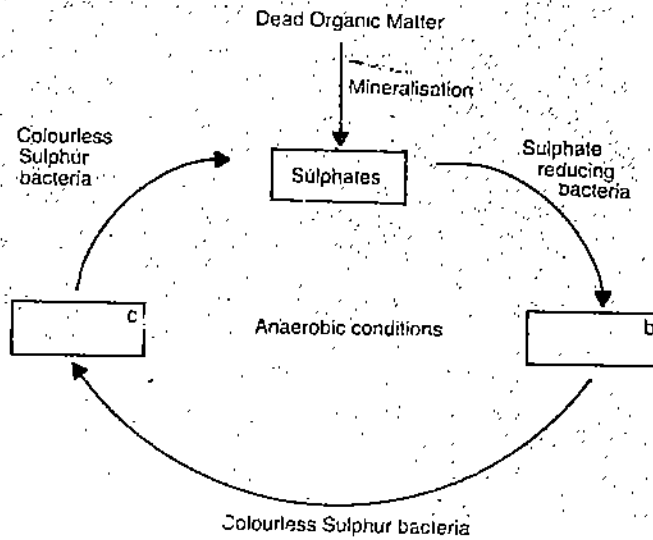 Dead Organic Matter
Mineralisation
Colourless
Sulphur
bacteria
Sulphates
Sulphate
reducing
bacteria
c
Anaerobic conditions
b
Colourless Sulphur bacteria